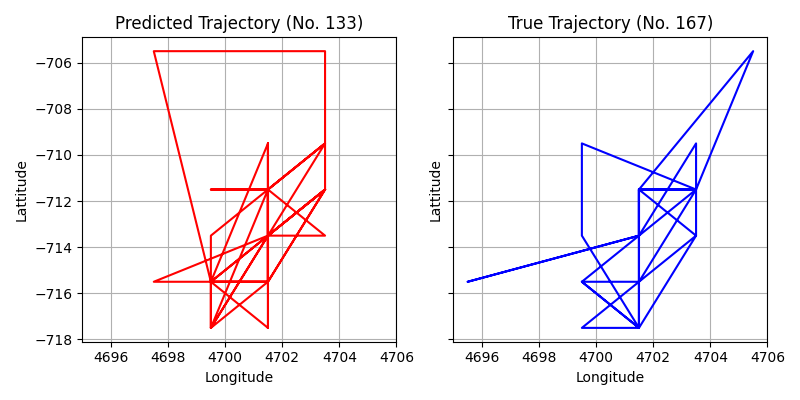 Predicted Trajectory (No. 133)
True Trajectory (No. 167)
−706
−708
−710
−712
−714
−716
−718
Lattitude
Lattitude
4696 4698 4700 4702 4704 4706
4696 4698 4700 4702 4704 4706
Longitude
Longitude